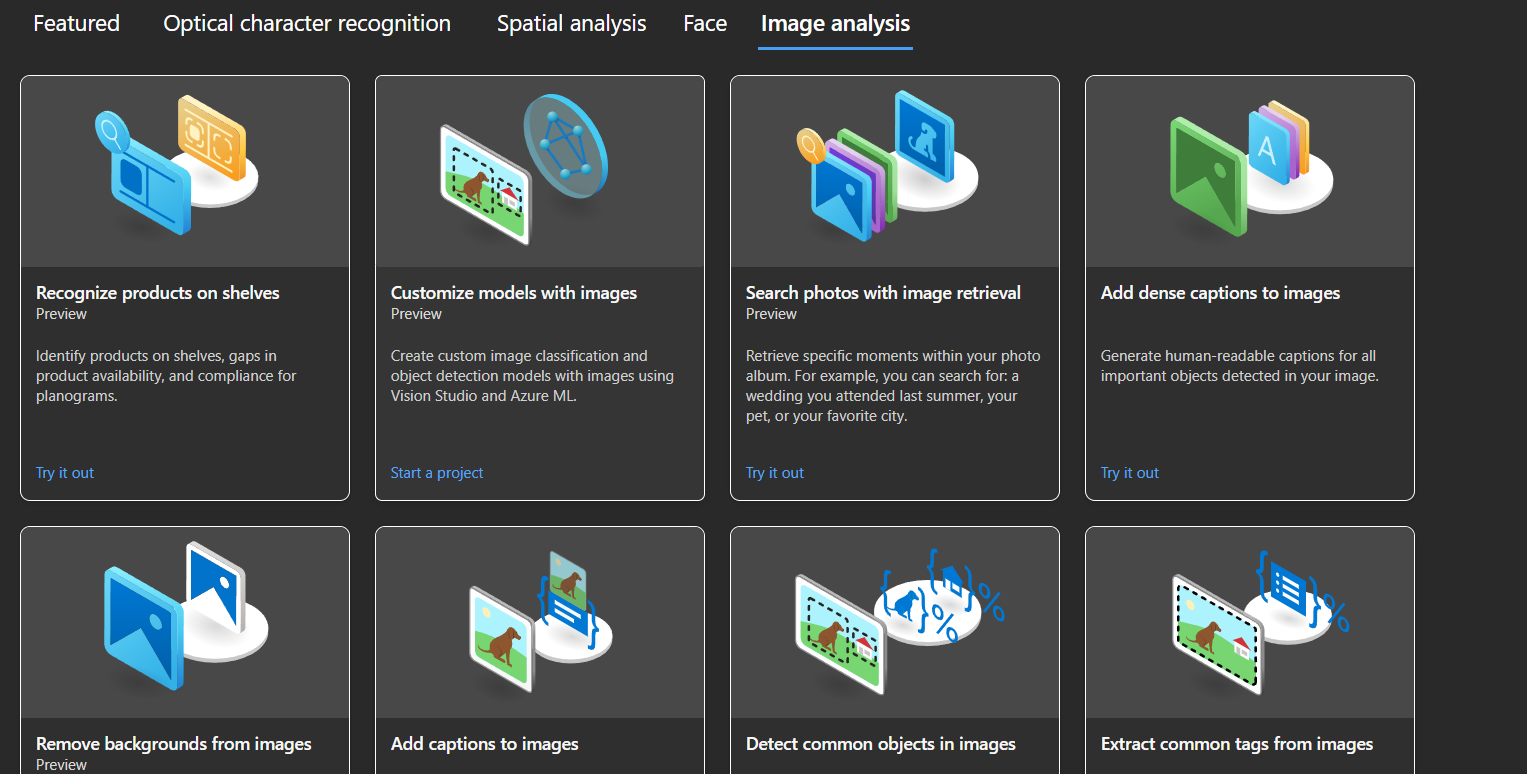 Featured Optical character recognition Spatial analysis Face Image analysis
A
Recognize products on shelves
Preview
Identify products on shelves, gaps in
product availability, and compliance for
planograms.
Try it out
Customize models with images
Preview
Create custom image classification and
object detection models with images using
Vision Studio and Azure ML.
Start a project
Search photos with image retrieval
Preview
Retrieve specific moments within your photo
album. For example, you can search for: a
wedding you attended last summer, your
pet, or your favorite city.
Try it out
Add dense captions to images
Generate human-readable captions for all
important objects detected in your image.
Try it out
Remove backgrounds from images
Preview
Add captions to images
{ } % { } %
Detect common objects in images
{ } %
Extract common tags from images